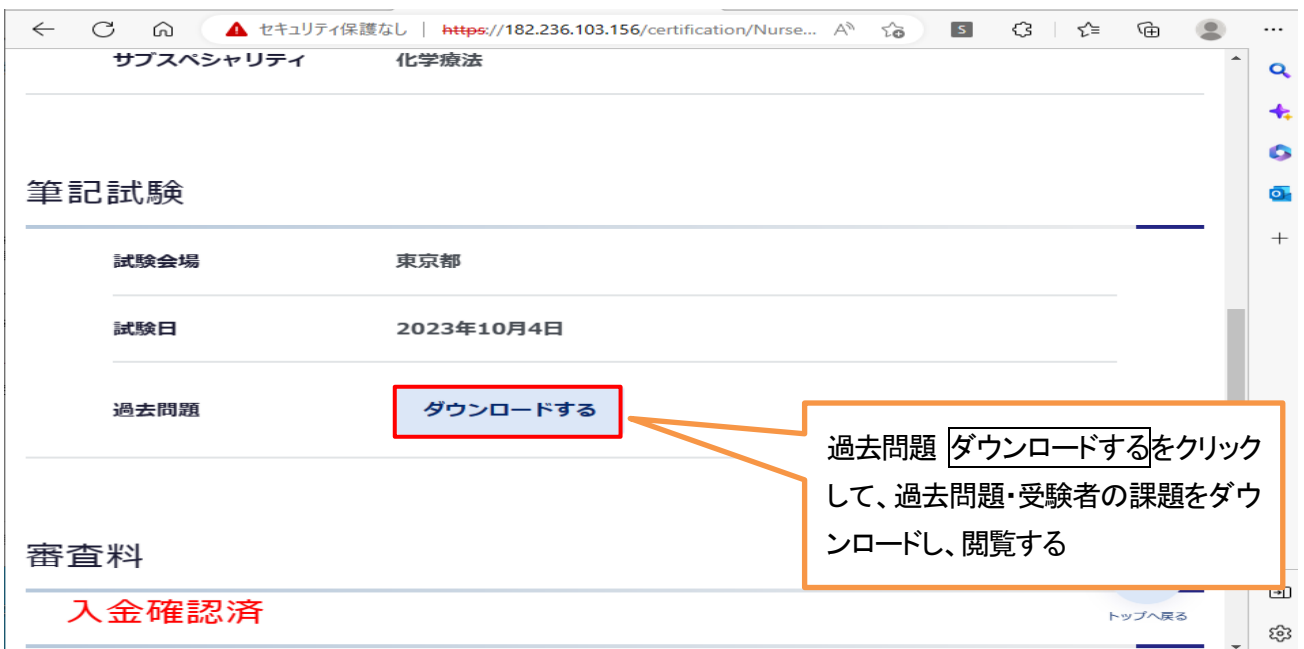 セキュリティ保護なし | https://182.236.103.156/certification/Nurse...
サブスペシャリティ 化学療法
筆記試験
試験会場 東京都
試験日 2023年10月4日
過去問題 ダウンロードする
過去問題 ダウンロードするをクリック
して、過去問題・受験者の課題をダウ
ンロードし、閲覧する
審査料
入金確認済
トップへ戻る